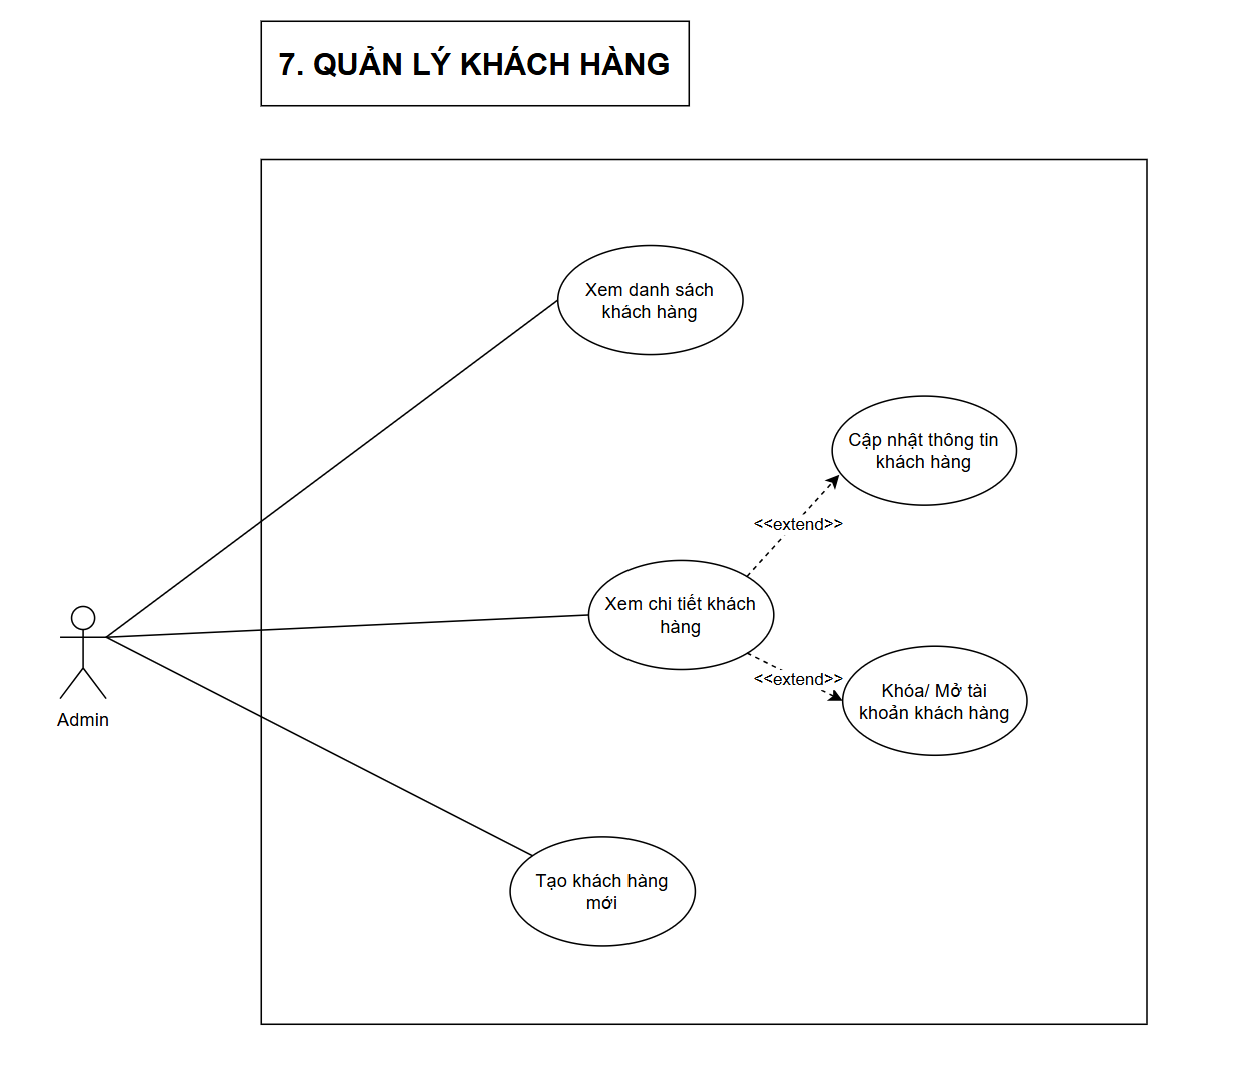 7. QUẢN LÝ KHÁCH HÀNG
Xem danh sách
khách hàng
Cập nhật thông tin
khách hàng
<<extend>>
Xem chi tiết khách
hàng
<<extend>>
Khóa/ Mở tài
khoản khách hàng
Admin
Tạo khách hàng
mới